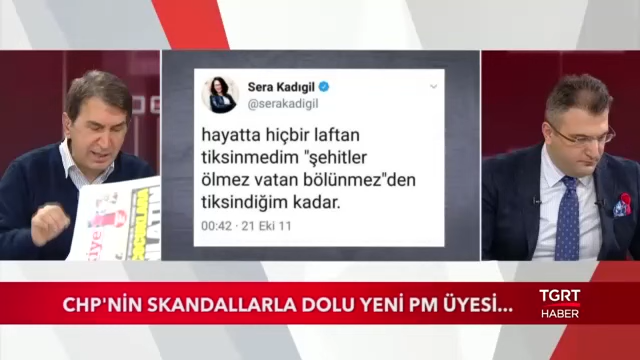 Sera Kadıgil
@serakadigil
hayatta hiçbir laftan
tiksinmedim "şehitler
ölmez vatan bölünmez"den
tiksindiğim kadar.
00:42 · 21 Eki 11
CHP'NİN SKANDALLARLA DOLU YENİ PM ÜYESİ...
TGRT
HABER